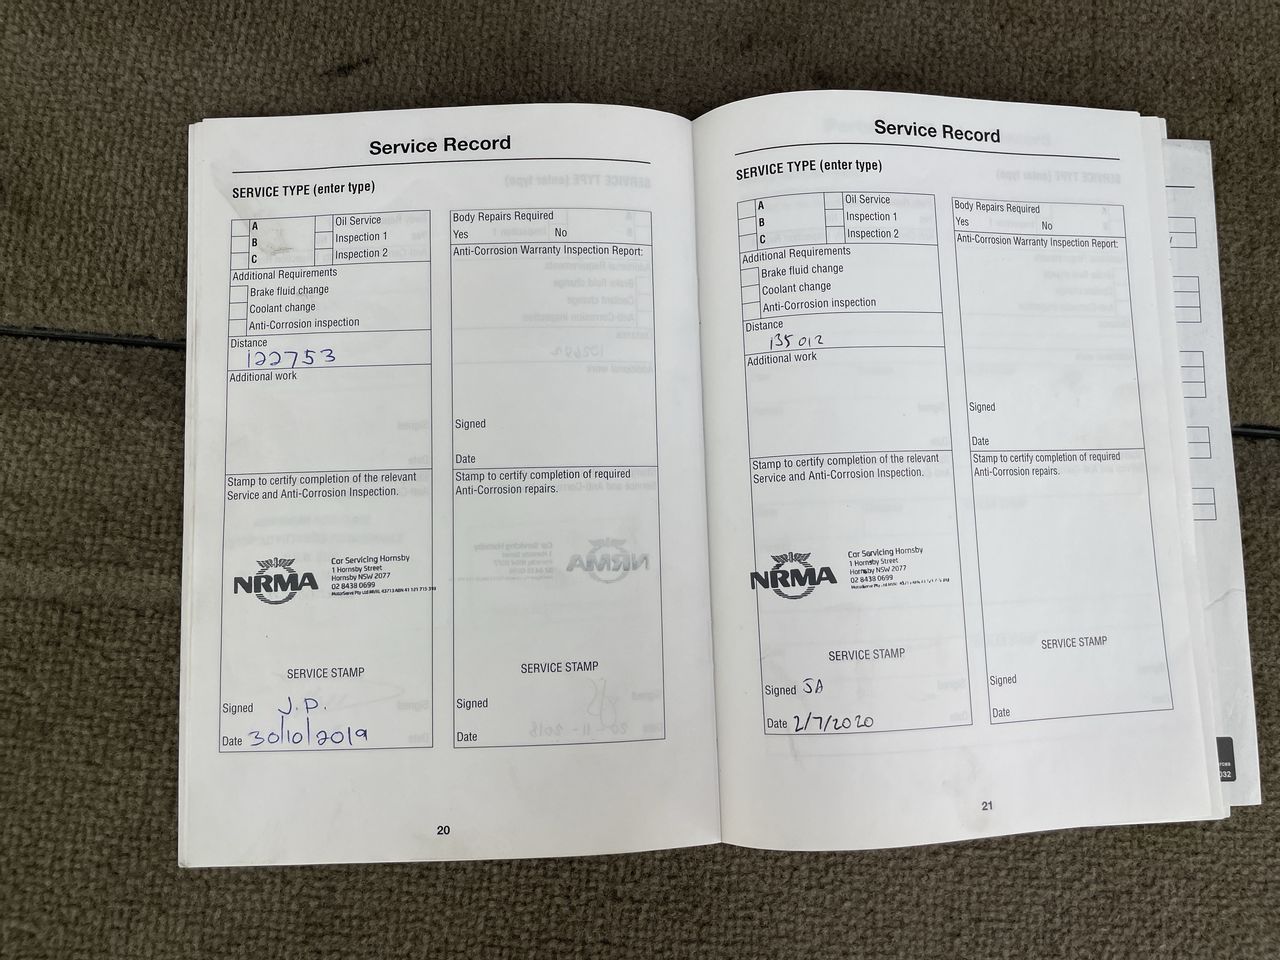 Service Record
SERVICE TYPE (enter type)
A
B
C
Oil Service
Inspection 1
Inspection 2
Additional Requirements
Brake fluid change
Coolant change
Anti-Corrosion inspection
Distance
122753
Additional work
Stamp to certify completion of the relevant
Service and Anti-Corrosion Inspection.
NRMA
Car Servicing Hornsby
1 Hornsby Street
Hornsby NSW 2077
02 8438 0699
SERVICE STAMP
Signed J.P.
Date 30/10/2019
Body Repairs Required
Yes No
Anti-Corrosion Warranty Inspection Report:
Signed
Date
Stamp to certify completion of required
Anti-Corrosion repairs.
SERVICE STAMP
Signed
Date
20
Service Record
SERVICE TYPE (enter type)
A
B
C
Oil Service
Inspection 1
Inspection 2
Additional Requirements
Brake fluid change
Coolant change
Anti-Corrosion inspection
Distance
135012
Additional work
Stamp to certify completion of the relevant
Service and Anti-Corrosion Inspection.
NRMA
Car Servicing Hornsby
1 Hornsby Street
Hornsby NSW 2077
02 8438 0699
SERVICE STAMP
Signed JA
Date 2/7/2020
Body Repairs Required
Yes No
Anti-Corrosion Warranty Inspection Report:
Signed
Date
Stamp to certify completion of required
Anti-Corrosion repairs.
SERVICE STAMP
Signed
Date
21